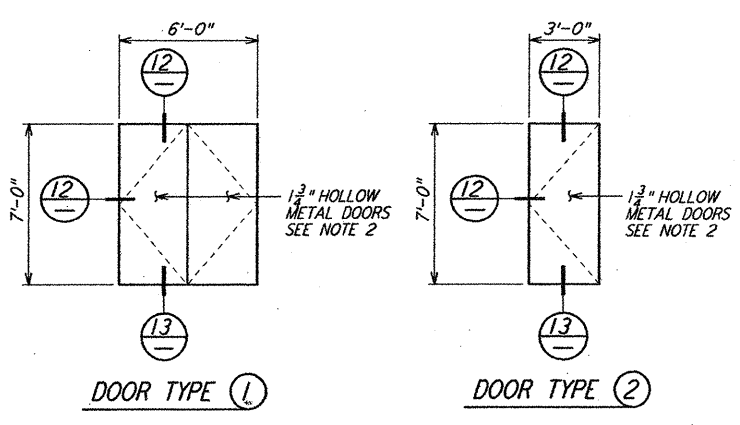 6'-0"
12
—
7'-0"
12
—
1 3/4" HOLLOW
METAL DOORS
SEE NOTE 2
13
—
DOOR TYPE 1
3'-0"
12
—
7'-0"
12
—
1 3/4" HOLLOW
METAL DOORS
SEE NOTE 2
13
—
DOOR TYPE 2